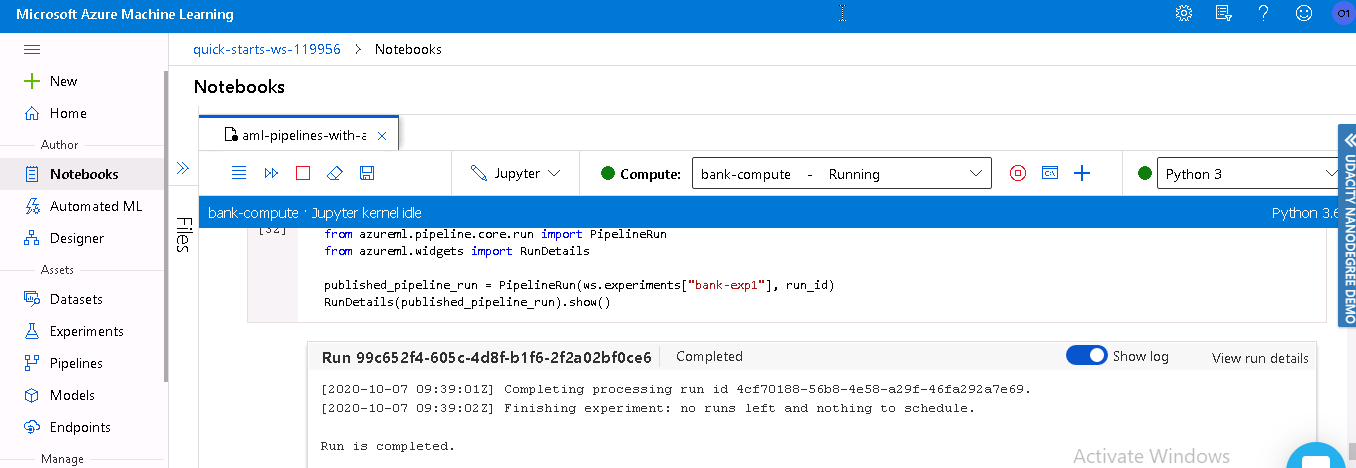 Microsoft Azure Machine Learning
01
quick-starts-ws-119956 > Notebooks
New
Home
Author
Notebooks
Automated ML
Designer
Assets
Datasets
Experiments
Pipelines
Models
Endpoints
Manage
Notebooks
aml-pipelines-with-a
Jupyter
Compute: bank-compute - Running
Python 3
bank-compute · Jupyter kernel idle
Python 3.6
Files
[32]
from azureml.pipeline.core.run import PipelineRun
from azureml.widgets import RunDetails
published_pipeline_run = PipelineRun(ws.experiments["bank-exp1"], run_id)
RunDetails(published_pipeline_run).show()
Run 99c652f4-605c-4d8f-b1f6-2f2a02bf0ce6 Completed
Show log
View run details
[2020-10-07 09:39:01Z] Completing processing run id 4cf70188-56b8-4e58-a29f-46fa292a7e69.
[2020-10-07 09:39:02Z] Finishing experiment: no runs left and nothing to schedule.
Run is completed.
UDACITY NANODEGREE DEMO
Activate Windows